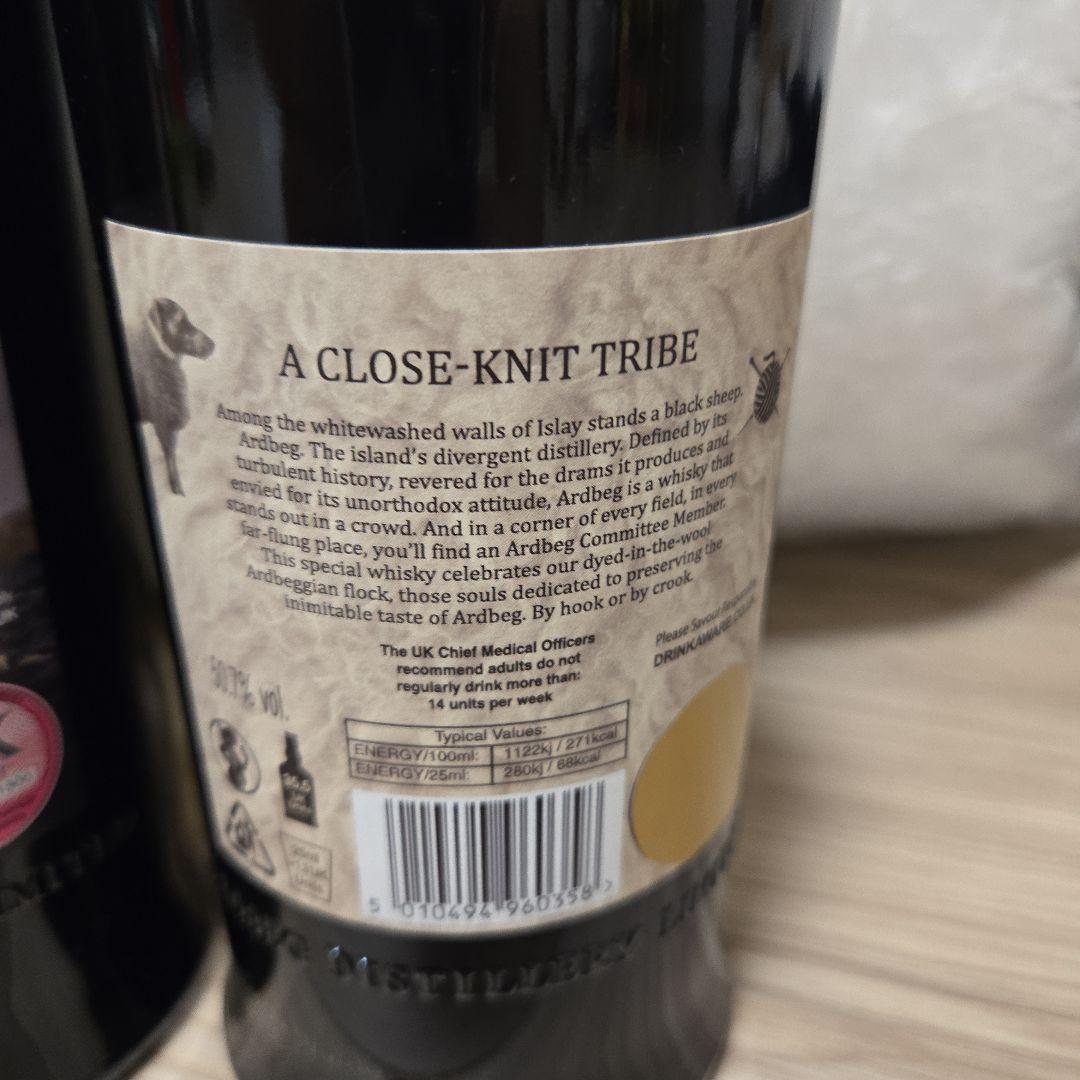 A CLOSE-KNIT TRIBE
Among the whitewashed walls of Islay stands a black sheep.
Ardbeg. The island's divergent distillery. Defined by its
turbulent history, revered for the drams it produces and
envied for its unorthodox attitude, Ardbeg is a whisky that
stands out in a crowd. And in a corner of every field, in every
far-flung place, you'll find an Ardbeg Committee Member.
This special whisky celebrates our dyed-in-the-wool
Ardbeggian flock, those souls dedicated to preserving the
inimitable taste of Ardbeg. By hook or by crook.
The UK Chief Medical Officers
recommend adults do not
regularly drink more than:
14 units per week
Please Savour Responsibly
DRINKAWARE.CO.UK
50.7% vol.
Typical Values:
ENERGY/100ml: 1122kj / 271kcal
ENERGY/25ml: 280kj / 68kcal
5 010494 960358 >
DISTILLERY